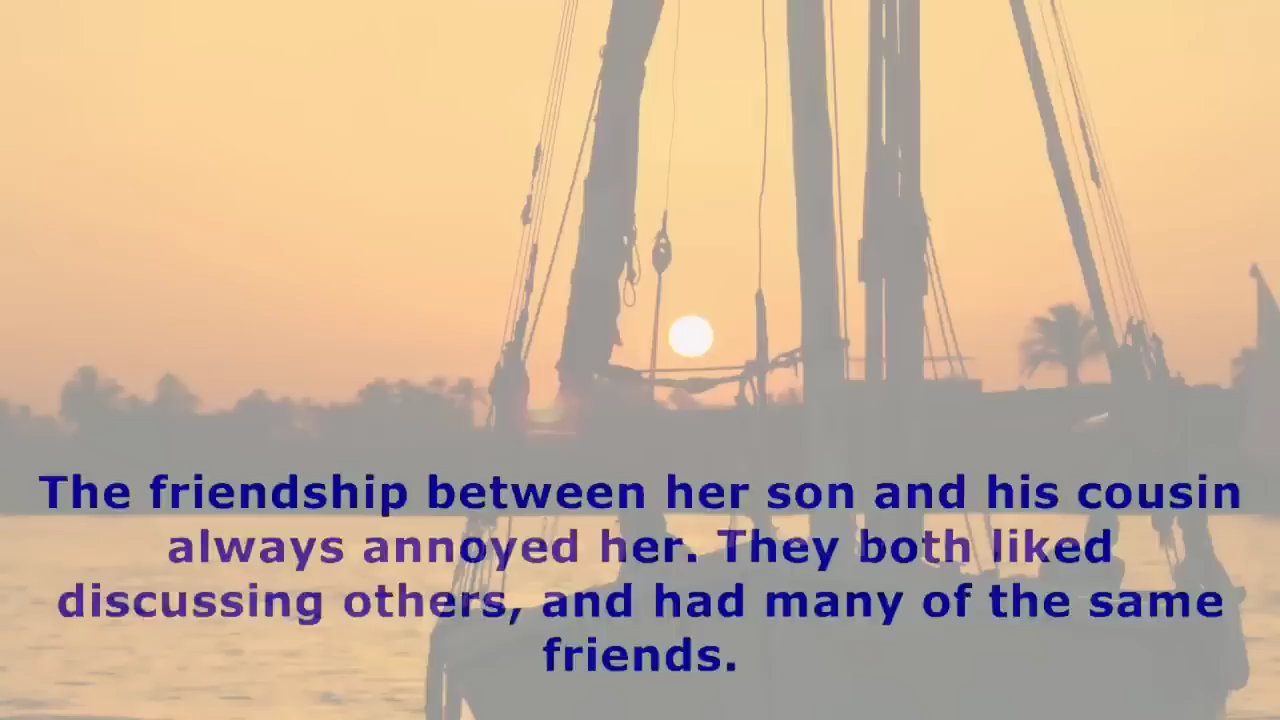 The friendship between her son and his cousin
always annoyed her. They both liked
discussing others, and had many of the same
friends.